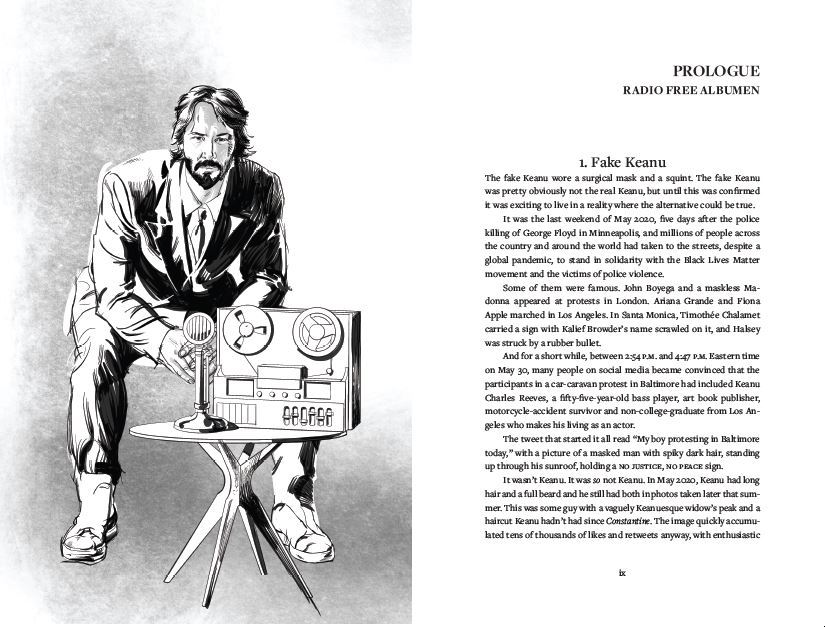 PROLOGUE
RADIO FREE ALBUMEN
1. Fake Keanu
The fake Keanu wore a surgical mask and a squint. The fake Keanu
was pretty obviously not the real Keanu, but until this was confirmed
it was exciting to live in a reality where the alternative could be true.
It was the last weekend of May 2020, five days after the police
killing of George Floyd in Minneapolis, and millions of people across
the country and around the world had taken to the streets, despite a
global pandemic, to stand in solidarity with the Black Lives Matter
movement and the victims of police violence.
Some of them were famous. John Boyega and a maskless Ma-
donna appeared at protests in London. Ariana Grande and Fiona
Apple marched in Los Angeles. In Santa Monica, Timothée Chalamet
carried a sign with Kalief Browder's name scrawled on it, and Halsey
was struck by a rubber bullet.
And for a short while, between 2:54 P.M. and 4:47 P.M. Eastern time
on May 30, many people on social media became convinced that the
participants in a car-caravan protest in Baltimore had included Keanu
Charles Reeves, a fifty-five-year-old bass player, art book publisher,
motorcycle-accident survivor and non-college-graduate from Los An-
geles who makes his living as an actor.
The tweet that started it all read “My boy protesting in Baltimore
today,” with a picture of a masked man with spiky dark hair, standing
up through his sunroof, holding a NO JUSTICE, NO PEACE sign.
It wasn't Keanu. It was so not Keanu. In May 2020, Keanu had long
hair and a full beard and he still had both in photos taken later that sum-
mer. This was some guy with a vaguely Keanuesque widow's peak and a
haircut Keanu hadn't had since Constantine. The image quickly accumu-
lated tens of thousands of likes and retweets anyway, with enthusiastic
ix